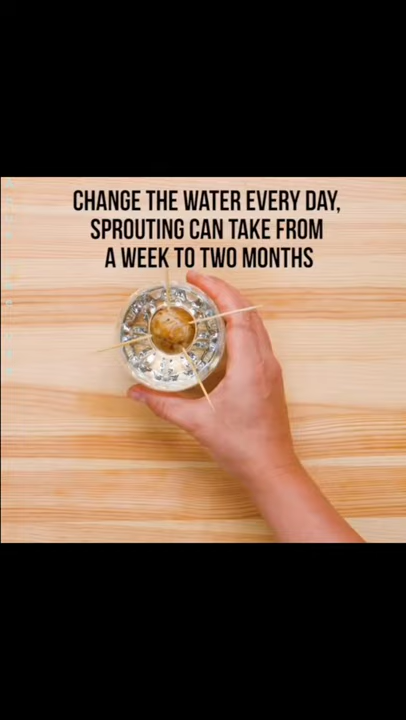 CHANGE THE WATER EVERY DAY,
SPROUTING CAN TAKE FROM
A WEEK TO TWO MONTHS